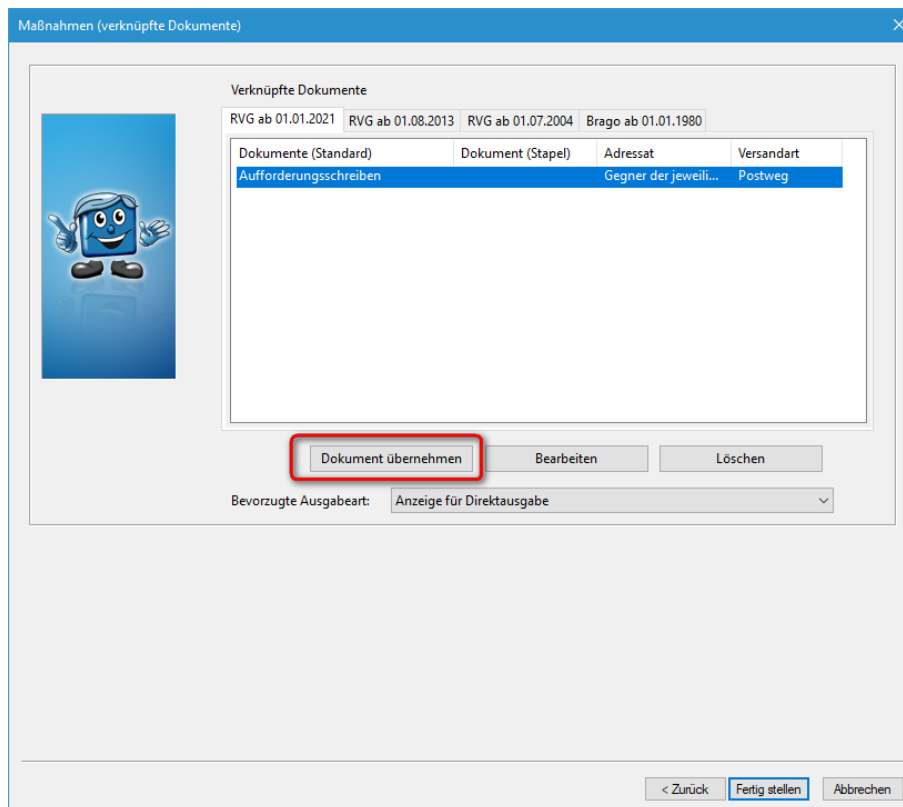 Maßnahmen (verknüpfte Dokumente)
Verknüpfte Dokumente
RVG ab 01.01.2021 RVG ab 01.08.2013 RVG ab 01.07.2004 Brago ab 01.01.1980
Dokumente (Standard) Dokument (Stapel) Adressat Versandart
Aufforderungsschreiben Gegner der jeweili... Postweg
Dokument übernehmen Bearbeiten Löschen
Bevorzugte Ausgabeart: Anzeige für Direktausgabe
< Zurück Fertig stellen Abbrechen